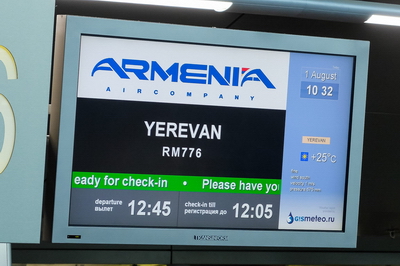 ARMENIA
AIRCOMPANY
1 August
10 32
YEREVAN
RM776
YEREVAN
+25°C
eady for check-in • Please have yo
departure
вылет
12:45
check-in till
регистрация до
12:05
GISMETEO.ru
6